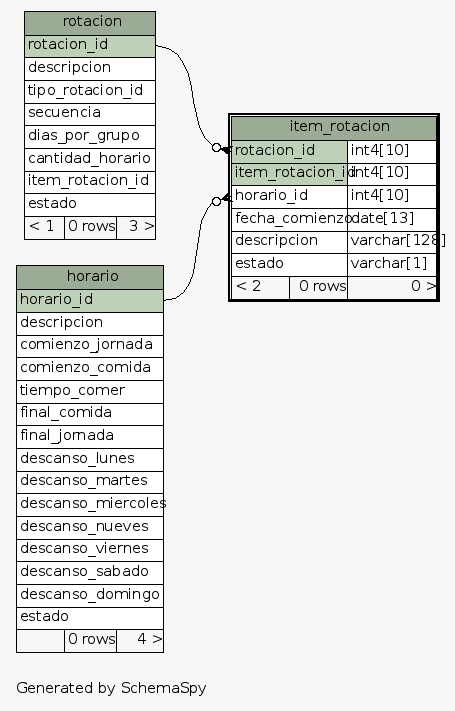 rotacion
rotacion_id
descripcion
tipo_rotacion_id
secuencia
dias_por_grupo
cantidad_horario
item_rotacion_id
estado
< 1 0 rows 3 >
item_rotacion
rotacion_id int4[10]
item_rotacion_id int4[10]
horario_id int4[10]
fecha_comienzo date[13]
descripcion varchar[128]
estado varchar[1]
< 2 0 rows 0 >
horario
horario_id
descripcion
comienzo_jornada
comienzo_comida
tiempo_comer
final_comida
final_jornada
descanso_lunes
descanso_martes
descanso_miercoles
descanso_nueves
descanso_viernes
descanso_sabado
descanso_domingo
estado
0 rows 4 >
Generated by SchemaSpy